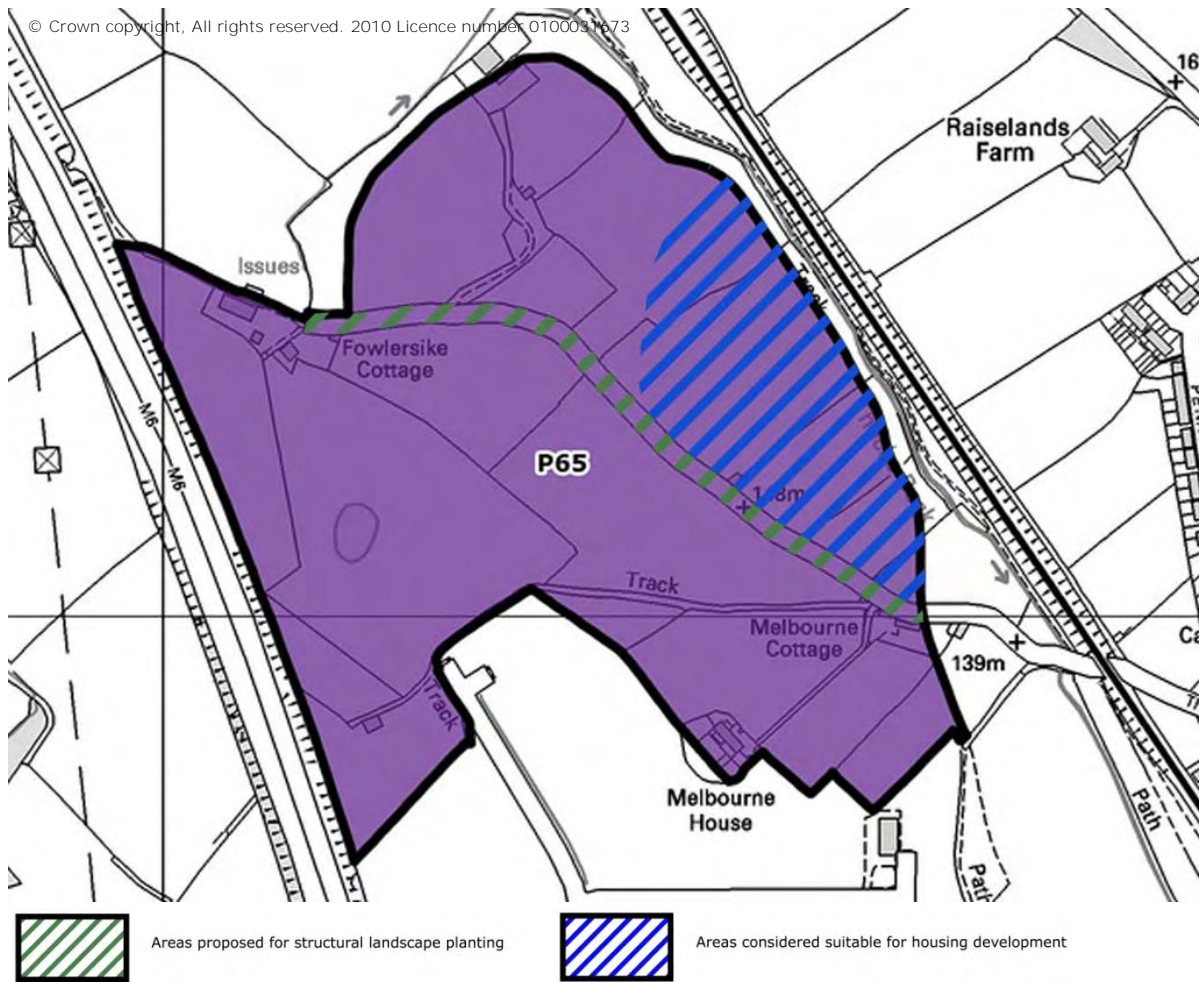 © Crown copyright, All rights reserved. 2010 Licence number 0100031673
16
Raiselands
Farm
Issues
Track
Fowlersike
Cottage
M6
M6
P65
Track
Melbourne
Cottage
139m
Track
Melbourne
House
Path
Path
Areas proposed for structural landscape planting
Areas considered suitable for housing development